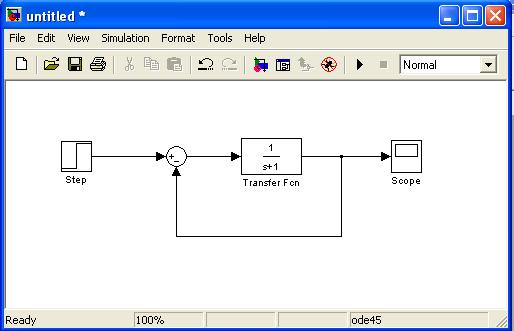 untitled *
File Edit View Simulation Format Tools Help
Normal
Step
+
−
1
s+1
Transfer Fcn
Scope
Ready 100% ode45